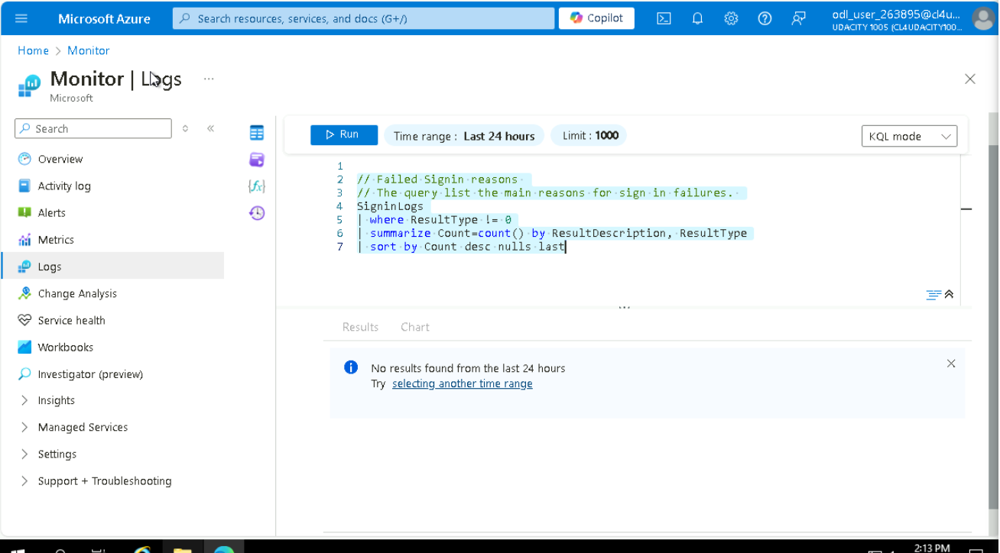 Microsoft Azure
Search resources, services, and docs (G+/)
Copilot
odl_user_263895@cl4u...
UDACITY 1005 (CL4UDACITY100...
Home > Monitor
Monitor | Logs
...
Microsoft
Search
Overview
Activity log
Alerts
Metrics
Logs
Change Analysis
Service health
Workbooks
Investigator (preview)
Insights
Managed Services
Settings
Support + Troubleshooting
Run
Time range : Last 24 hours
Limit : 1000
KQL mode
1
2 // Failed Signin reasons
3 // The query list the main reasons for sign in failures.
4 SigninLogs
5 | where ResultType != 0
6 | summarize Count=count() by ResultDescription, ResultType
7 | sort by Count desc nulls last
Results
Chart
No results found from the last 24 hours
Try selecting another time range
2:13 PM